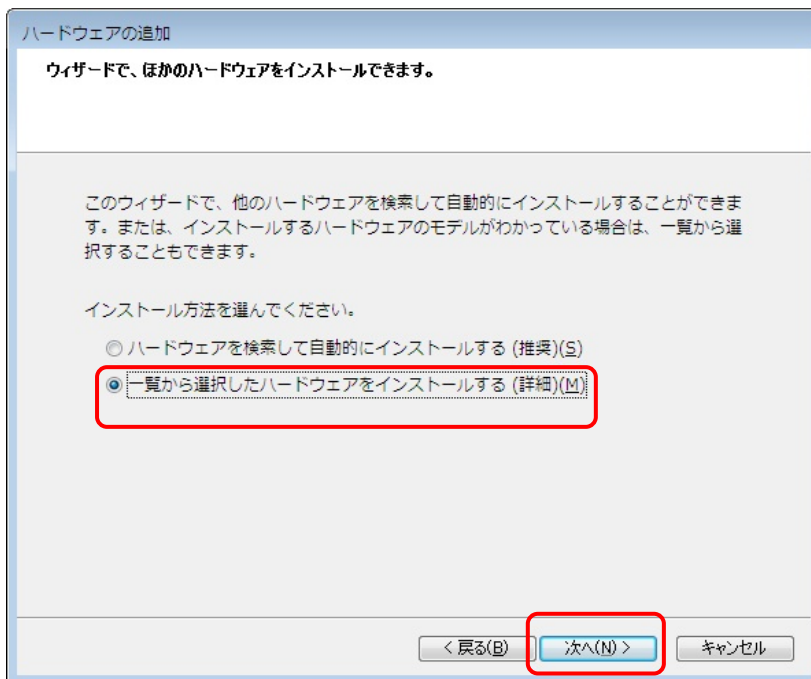 ハードウェアの追加
ウィザードで、ほかのハードウェアをインストールできます。
このウィザードで、他のハードウェアを検索して自動的にインストールすることができま
す。または、インストールするハードウェアのモデルがわかっている場合は、一覧から選
択することもできます。
インストール方法を選んでください。
ハードウェアを検索して自動的にインストールする (推奨)(S)
一覧から選択したハードウェアをインストールする (詳細)(M)
< 戻る(B) 次へ(N) > キャンセル